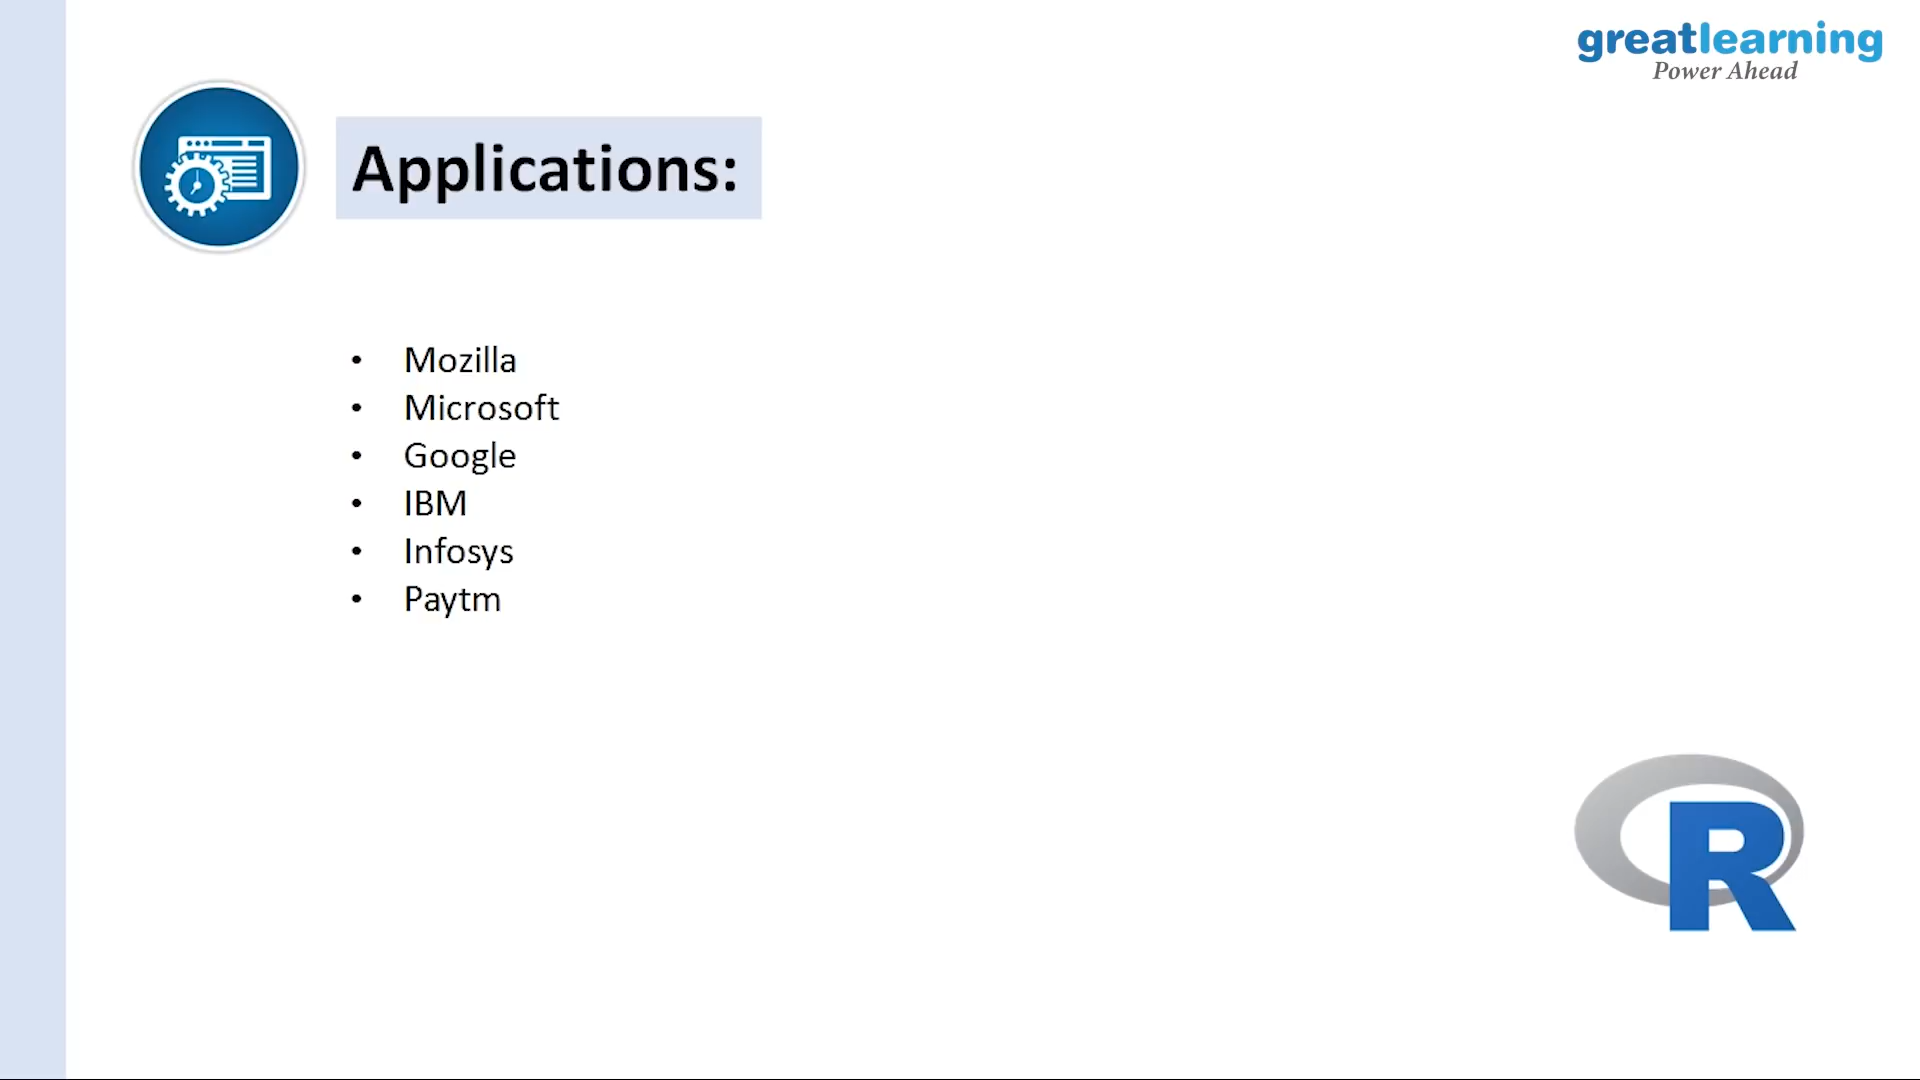 greatlearning
Power Ahead
Applications:
• Mozilla
• Microsoft
• Google
• IBM
• Infosys
• Paytm
R